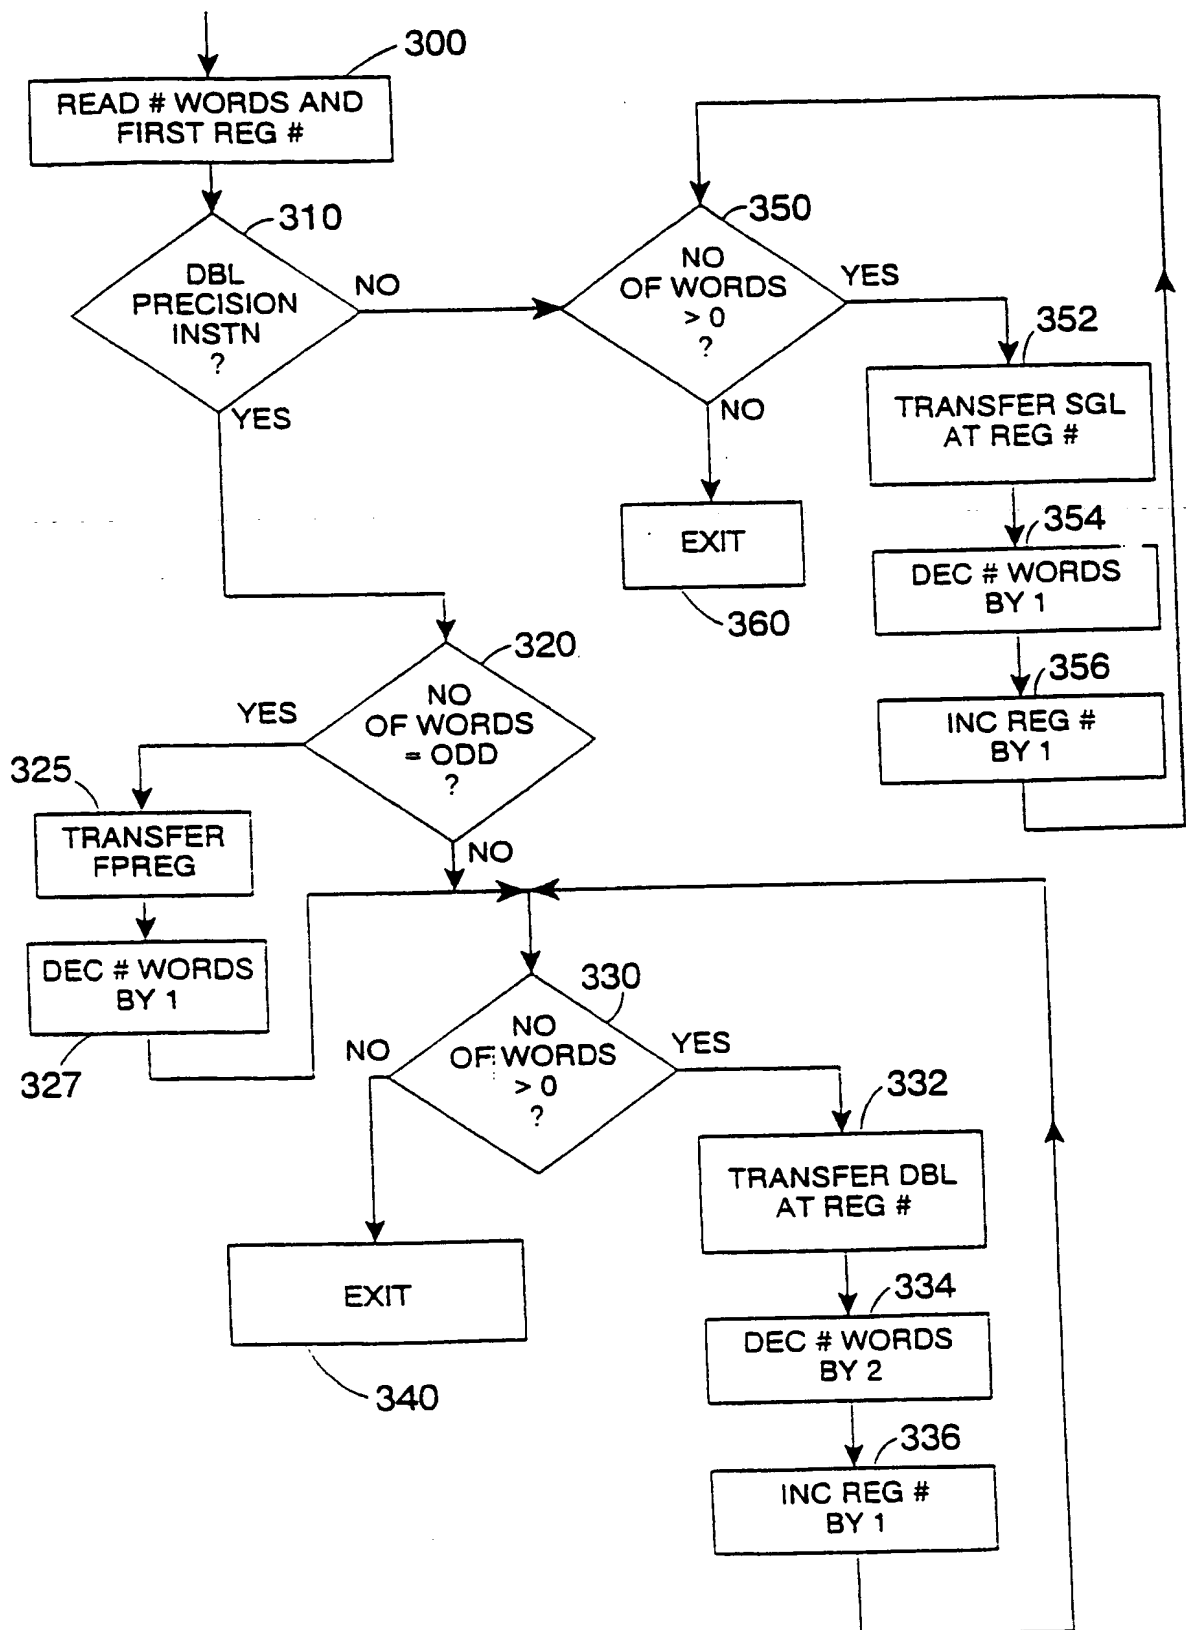 300
READ # WORDS AND
FIRST REG #
310
DBL
PRECISION
INSTN
?
NO
YES
350
NO
OF WORDS
> 0
?
YES
NO
352
TRANSFER SGL
AT REG #
354
DEC # WORDS
BY 1
356
INC REG #
BY 1
EXIT
360
320
NO
OF WORDS
= ODD
?
YES
NO
325
TRANSFER
FPREG
DEC # WORDS
BY 1
327
330
NO
OF WORDS
> 0
?
NO
YES
332
TRANSFER DBL
AT REG #
334
DEC # WORDS
BY 2
336
INC REG #
BY 1
EXIT
340